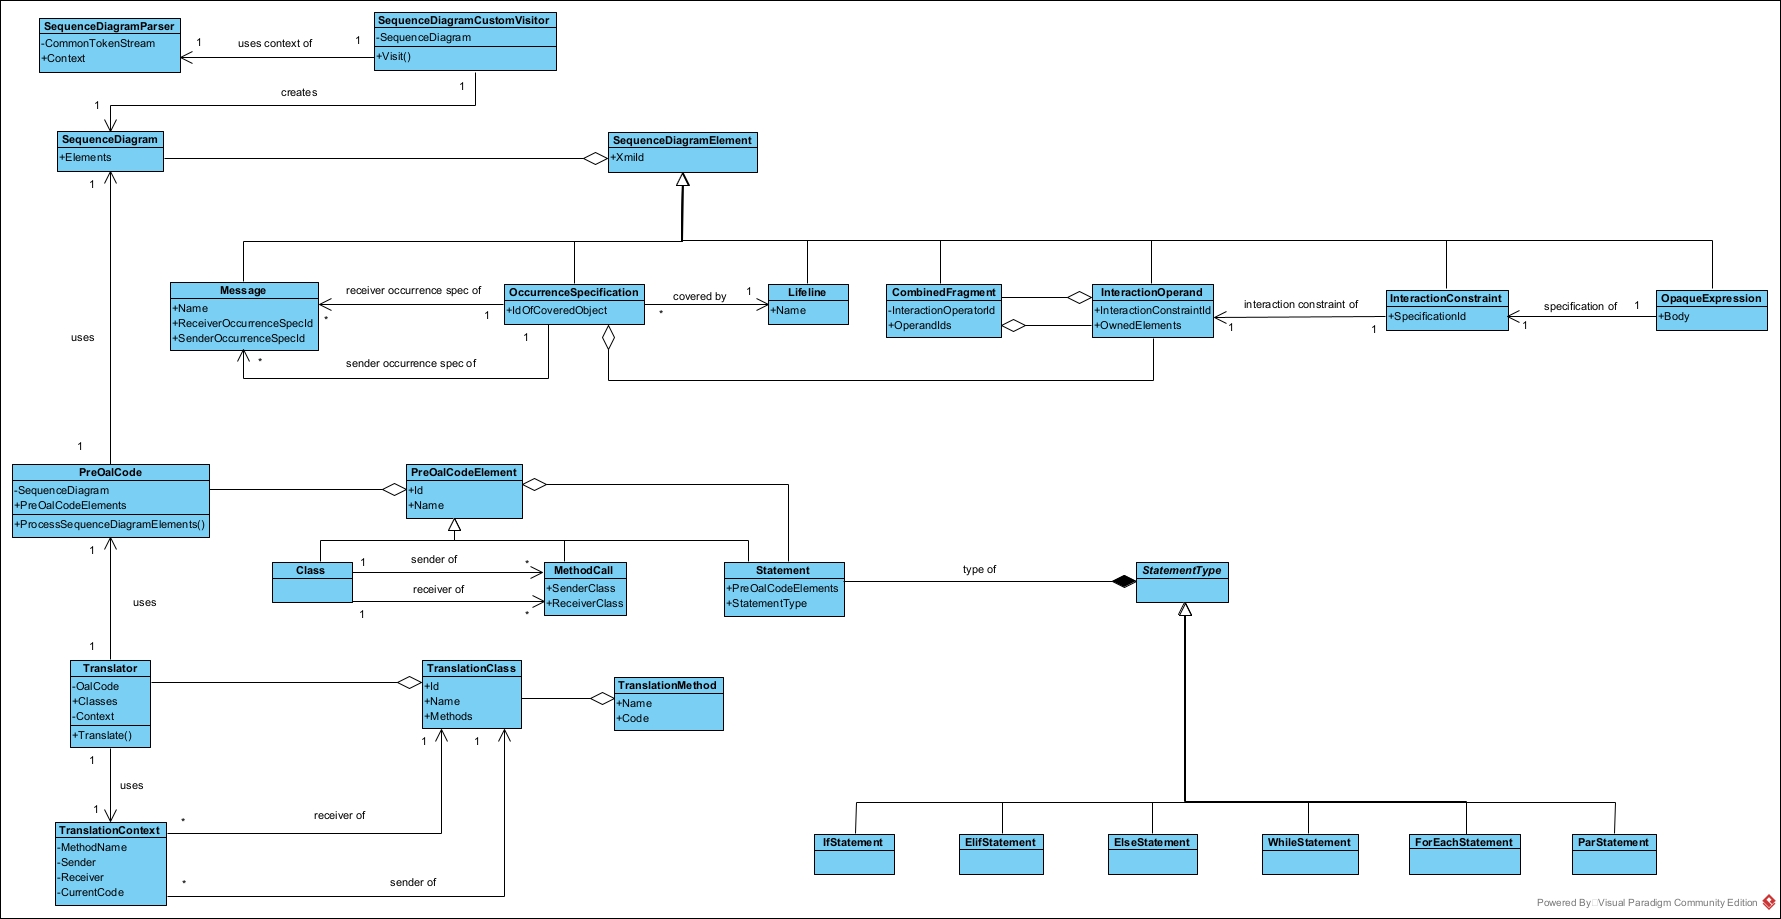 SequenceDiagramParser
-CommonTokenStream
+Context
1
uses context of
1
SequenceDiagramCustomVisitor
-SequenceDiagram
+Visit()
1
creates
1
SequenceDiagram
+Elements
1
SequenceDiagramElement
+XmiId
Message
+Name
+ReceiverOccurrenceSpecId
+SenderOccurrenceSpecId
receiver occurrence spec of
*
1
sender occurrence spec of
*
1
OccurrenceSpecification
+IdOfCoveredObject
covered by
*
1
Lifeline
+Name
CombinedFragment
-InteractionOperatorId
+OperandIds
InteractionOperand
+InteractionConstraintId
+OwnedElements
interaction constraint of
1
1
InteractionConstraint
+SpecificationId
specification of
1
1
OpaqueExpression
+Body
uses
1
PreOalCode
-SequenceDiagram
+PreOalCodeElements
+ProcessSequenceDiagramElements()
1
PreOalCodeElement
+Id
+Name
Class
1
sender of
*
receiver of
1
*
MethodCall
+SenderClass
+ReceiverClass
Statement
+PreOalCodeElements
+StatementType
type of
StatementType
uses
1
Translator
-OalCode
+Classes
-Context
+Translate()
1
uses
1
TranslationClass
+Id
+Name
+Methods
1
1
TranslationMethod
+Name
+Code
TranslationContext
-MethodName
-Sender
-Receiver
-CurrentCode
*
receiver of
*
sender of
IfStatement
ElifStatement
ElseStatement
WhileStatement
ForEachStatement
ParStatement
Powered By Visual Paradigm Community Edition